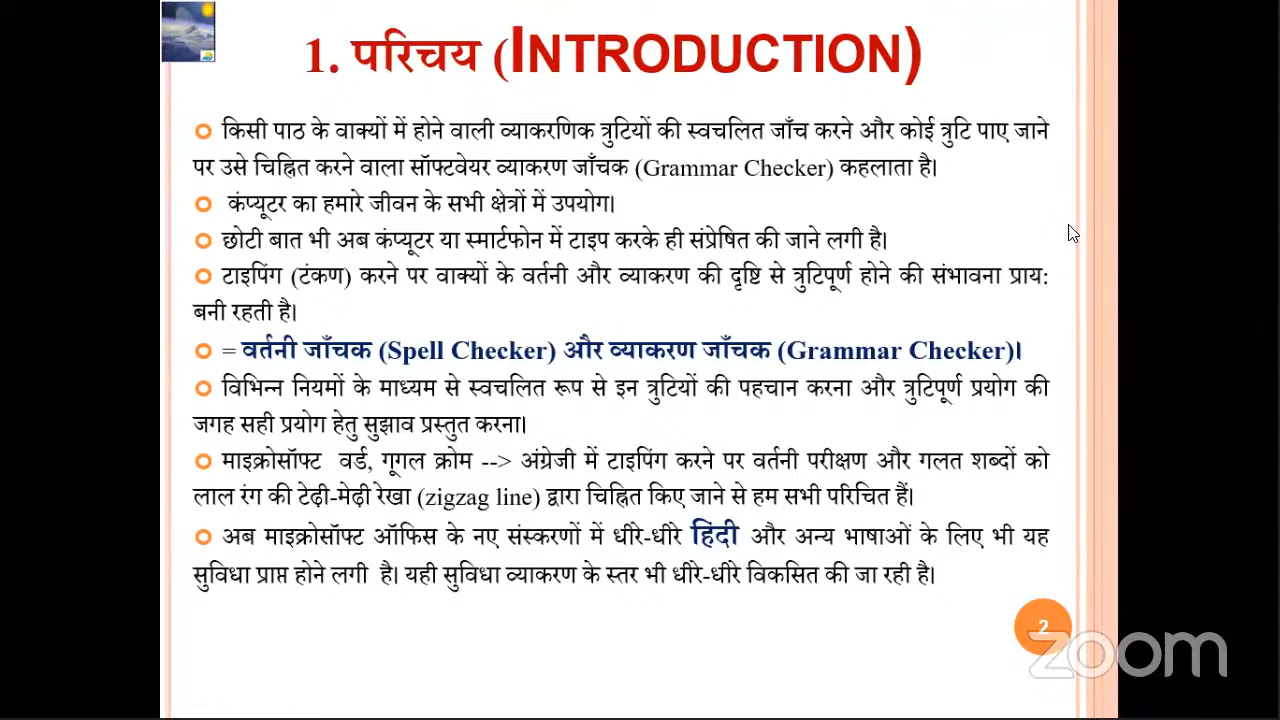 1. परिचय (INTRODUCTION)
किसी पाठ के वाक्यों में होने वाली व्याकरणिक त्रुटियों की स्वचलित जाँच करने और कोई त्रुटि पाए जाने
पर उसे चिह्नित करने वाला सॉफ्टवेयर व्याकरण जाँचक (Grammar Checker) कहलाता है।
कंप्यूटर का हमारे जीवन के सभी क्षेत्रों में उपयोग।
छोटी बात भी अब कंप्यूटर या स्मार्टफोन में टाइप करके ही संप्रेषित की जाने लगी है।
टाइपिंग (टंकण) करने पर वाक्यों के वर्तनी और व्याकरण की दृष्टि से त्रुटिपूर्ण होने की संभावना प्राय:
बनी रहती है।
= वर्तनी जाँचक (Spell Checker) और व्याकरण जाँचक (Grammar Checker)।
विभिन्न नियमों के माध्यम से स्वचलित रूप से इन त्रुटियों की पहचान करना और त्रुटिपूर्ण प्रयोग की
जगह सही प्रयोग हेतु सुझाव प्रस्तुत करना।
माइक्रोसॉफ्ट वर्ड, गूगल क्रोम --> अंग्रेजी में टाइपिंग करने पर वर्तनी परीक्षण और गलत शब्दों को
लाल रंग की टेढ़ी-मेढ़ी रेखा (zigzag line) द्वारा चिह्नित किए जाने से हम सभी परिचित हैं।
अब माइक्रोसॉफ्ट ऑफिस के नए संस्करणों में धीरे-धीरे हिंदी और अन्य भाषाओं के लिए भी यह
सुविधा प्राप्त होने लगी है। यही सुविधा व्याकरण के स्तर भी धीरे-धीरे विकसित की जा रही है।
2
zoom